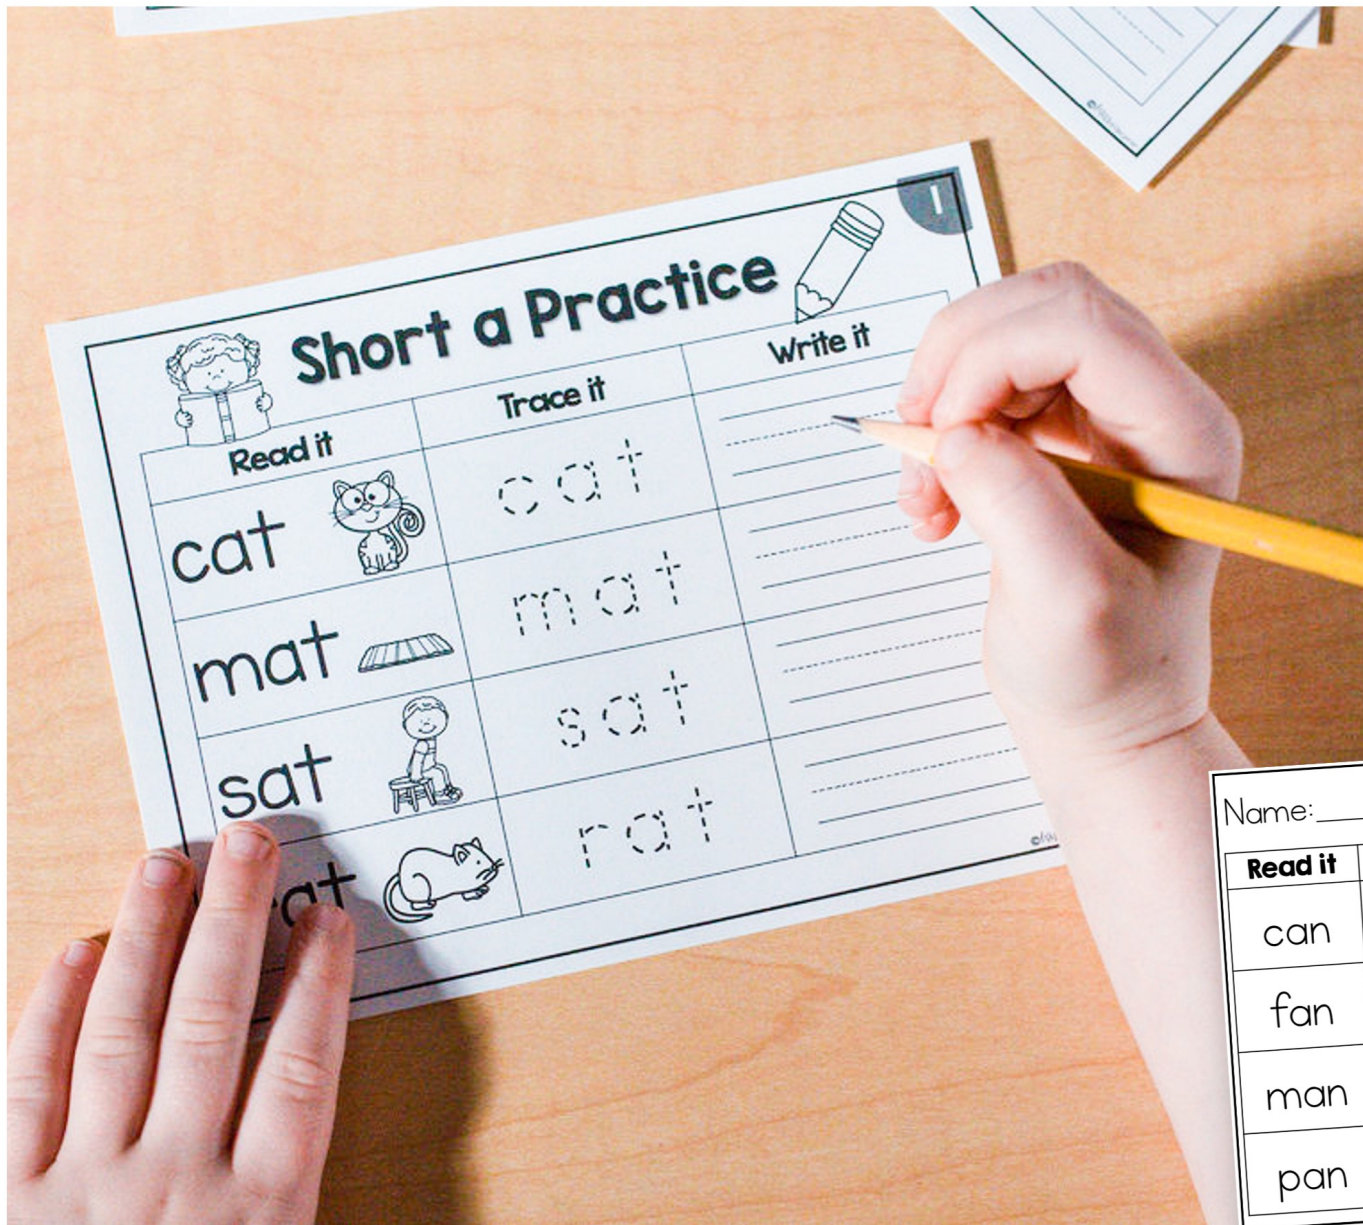 1
Short a Practice
Read it Trace it Write it
cat cat
mat mat
sat sat
rat rat
Name:
Read it
can
fan
man
pan